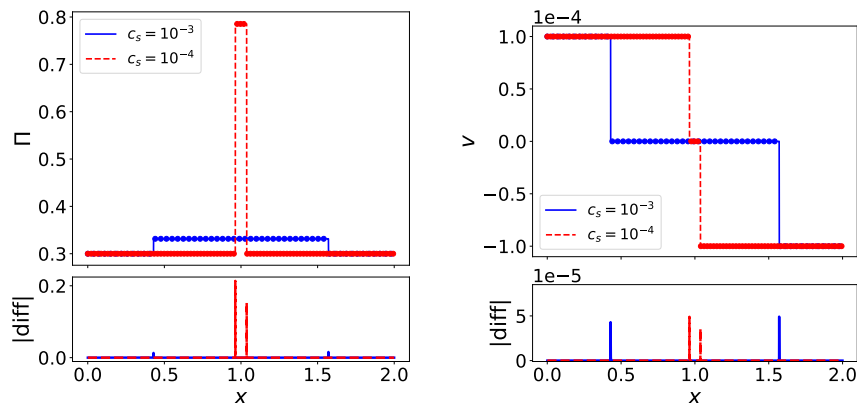 0.8
0.7
0.6
0.5
0.4
0.3
Π
c_s = 10^{-3}
c_s = 10^{-4}
0.2
0.0
|diff|
0.0 0.5 1.0 1.5 2.0
x
1e−4
1.0
0.5
0.0
−0.5
−1.0
v
c_s = 10^{-3}
c_s = 10^{-4}
1e−5
5
0
|diff|
0.0 0.5 1.0 1.5 2.0
x